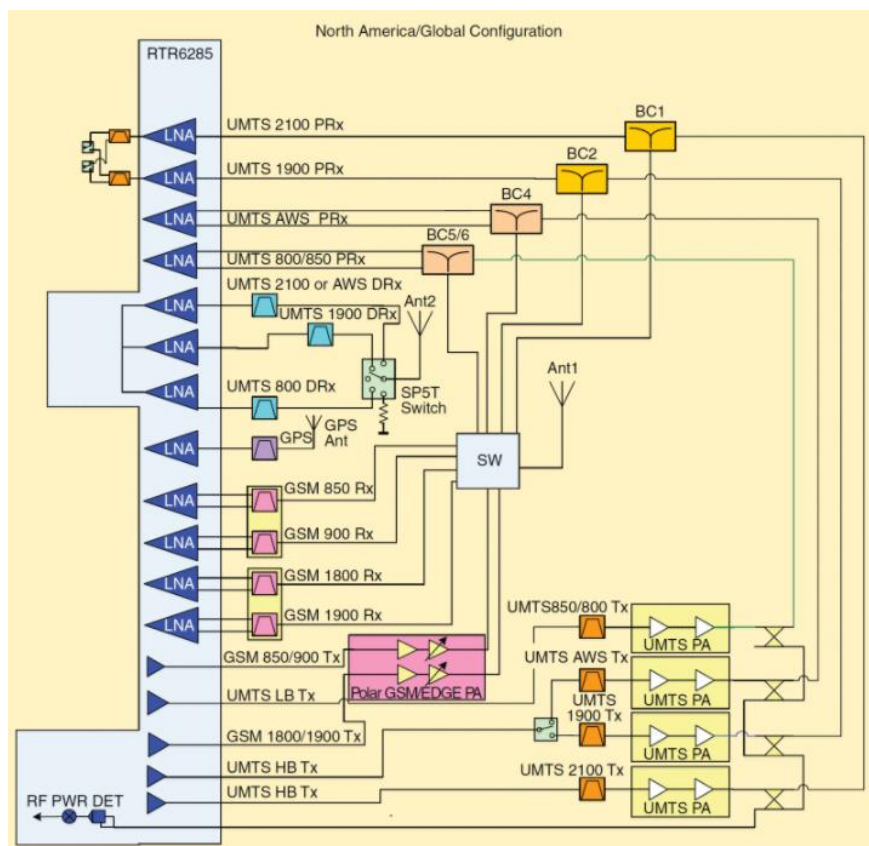 North America/Global Configuration
RTR6285
BC1
LNA
UMTS 2100 PRx
BC2
LNA
UMTS 1900 PRx
BC4
LNA
UMTS AWS PRx
BC5/6
LNA
UMTS 800/850 PRx
UMTS 2100 or AWS DRx
LNA
Ant2
UMTS 1900 DRx
LNA
Ant1
UMTS 800 DRx
LNA
SP5T
Switch
GPS
Ant
LNA
GPS
SW
GSM 850 Rx
LNA
GSM 900 Rx
LNA
GSM 1800 Rx
LNA
GSM 1900 Rx
LNA
UMTS850/800 Tx
UMTS PA
GSM 850/900 Tx
UMTS AWS Tx
UMTS PA
Polar GSM/EDGE PA
UMTS LB Tx
UMTS
1900 Tx
UMTS PA
GSM 1800/1900 Tx
UMTS HB Tx
UMTS 2100 Tx
UMTS PA
UMTS HB Tx
RF PWR DET